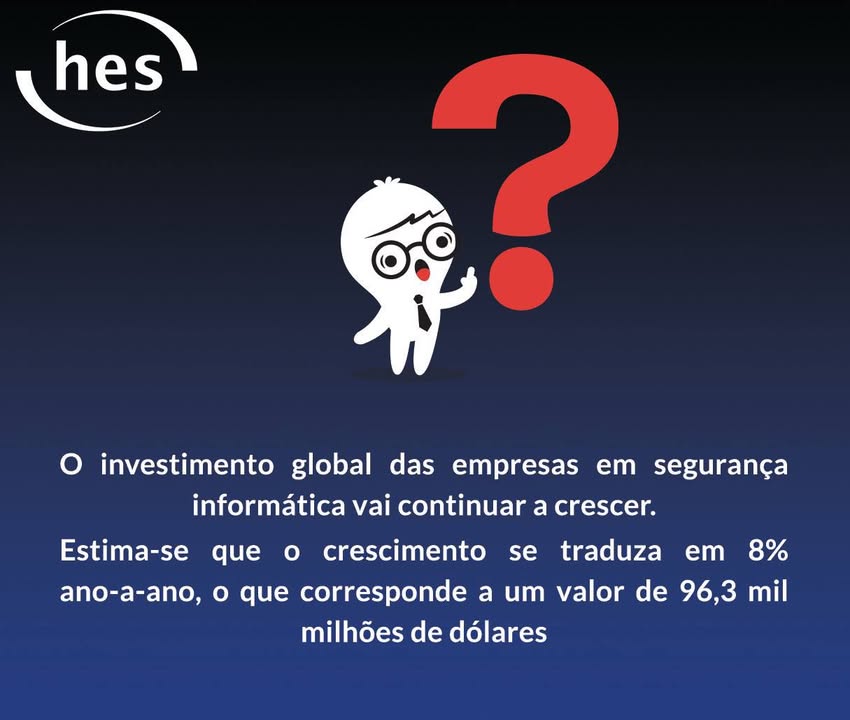 hes
?
O investimento global das empresas em segurança
informática vai continuar a crescer.
Estima-se que o crescimento se traduza em 8%
ano-a-ano, o que corresponde a um valor de 96,3 mil
milhões de dólares